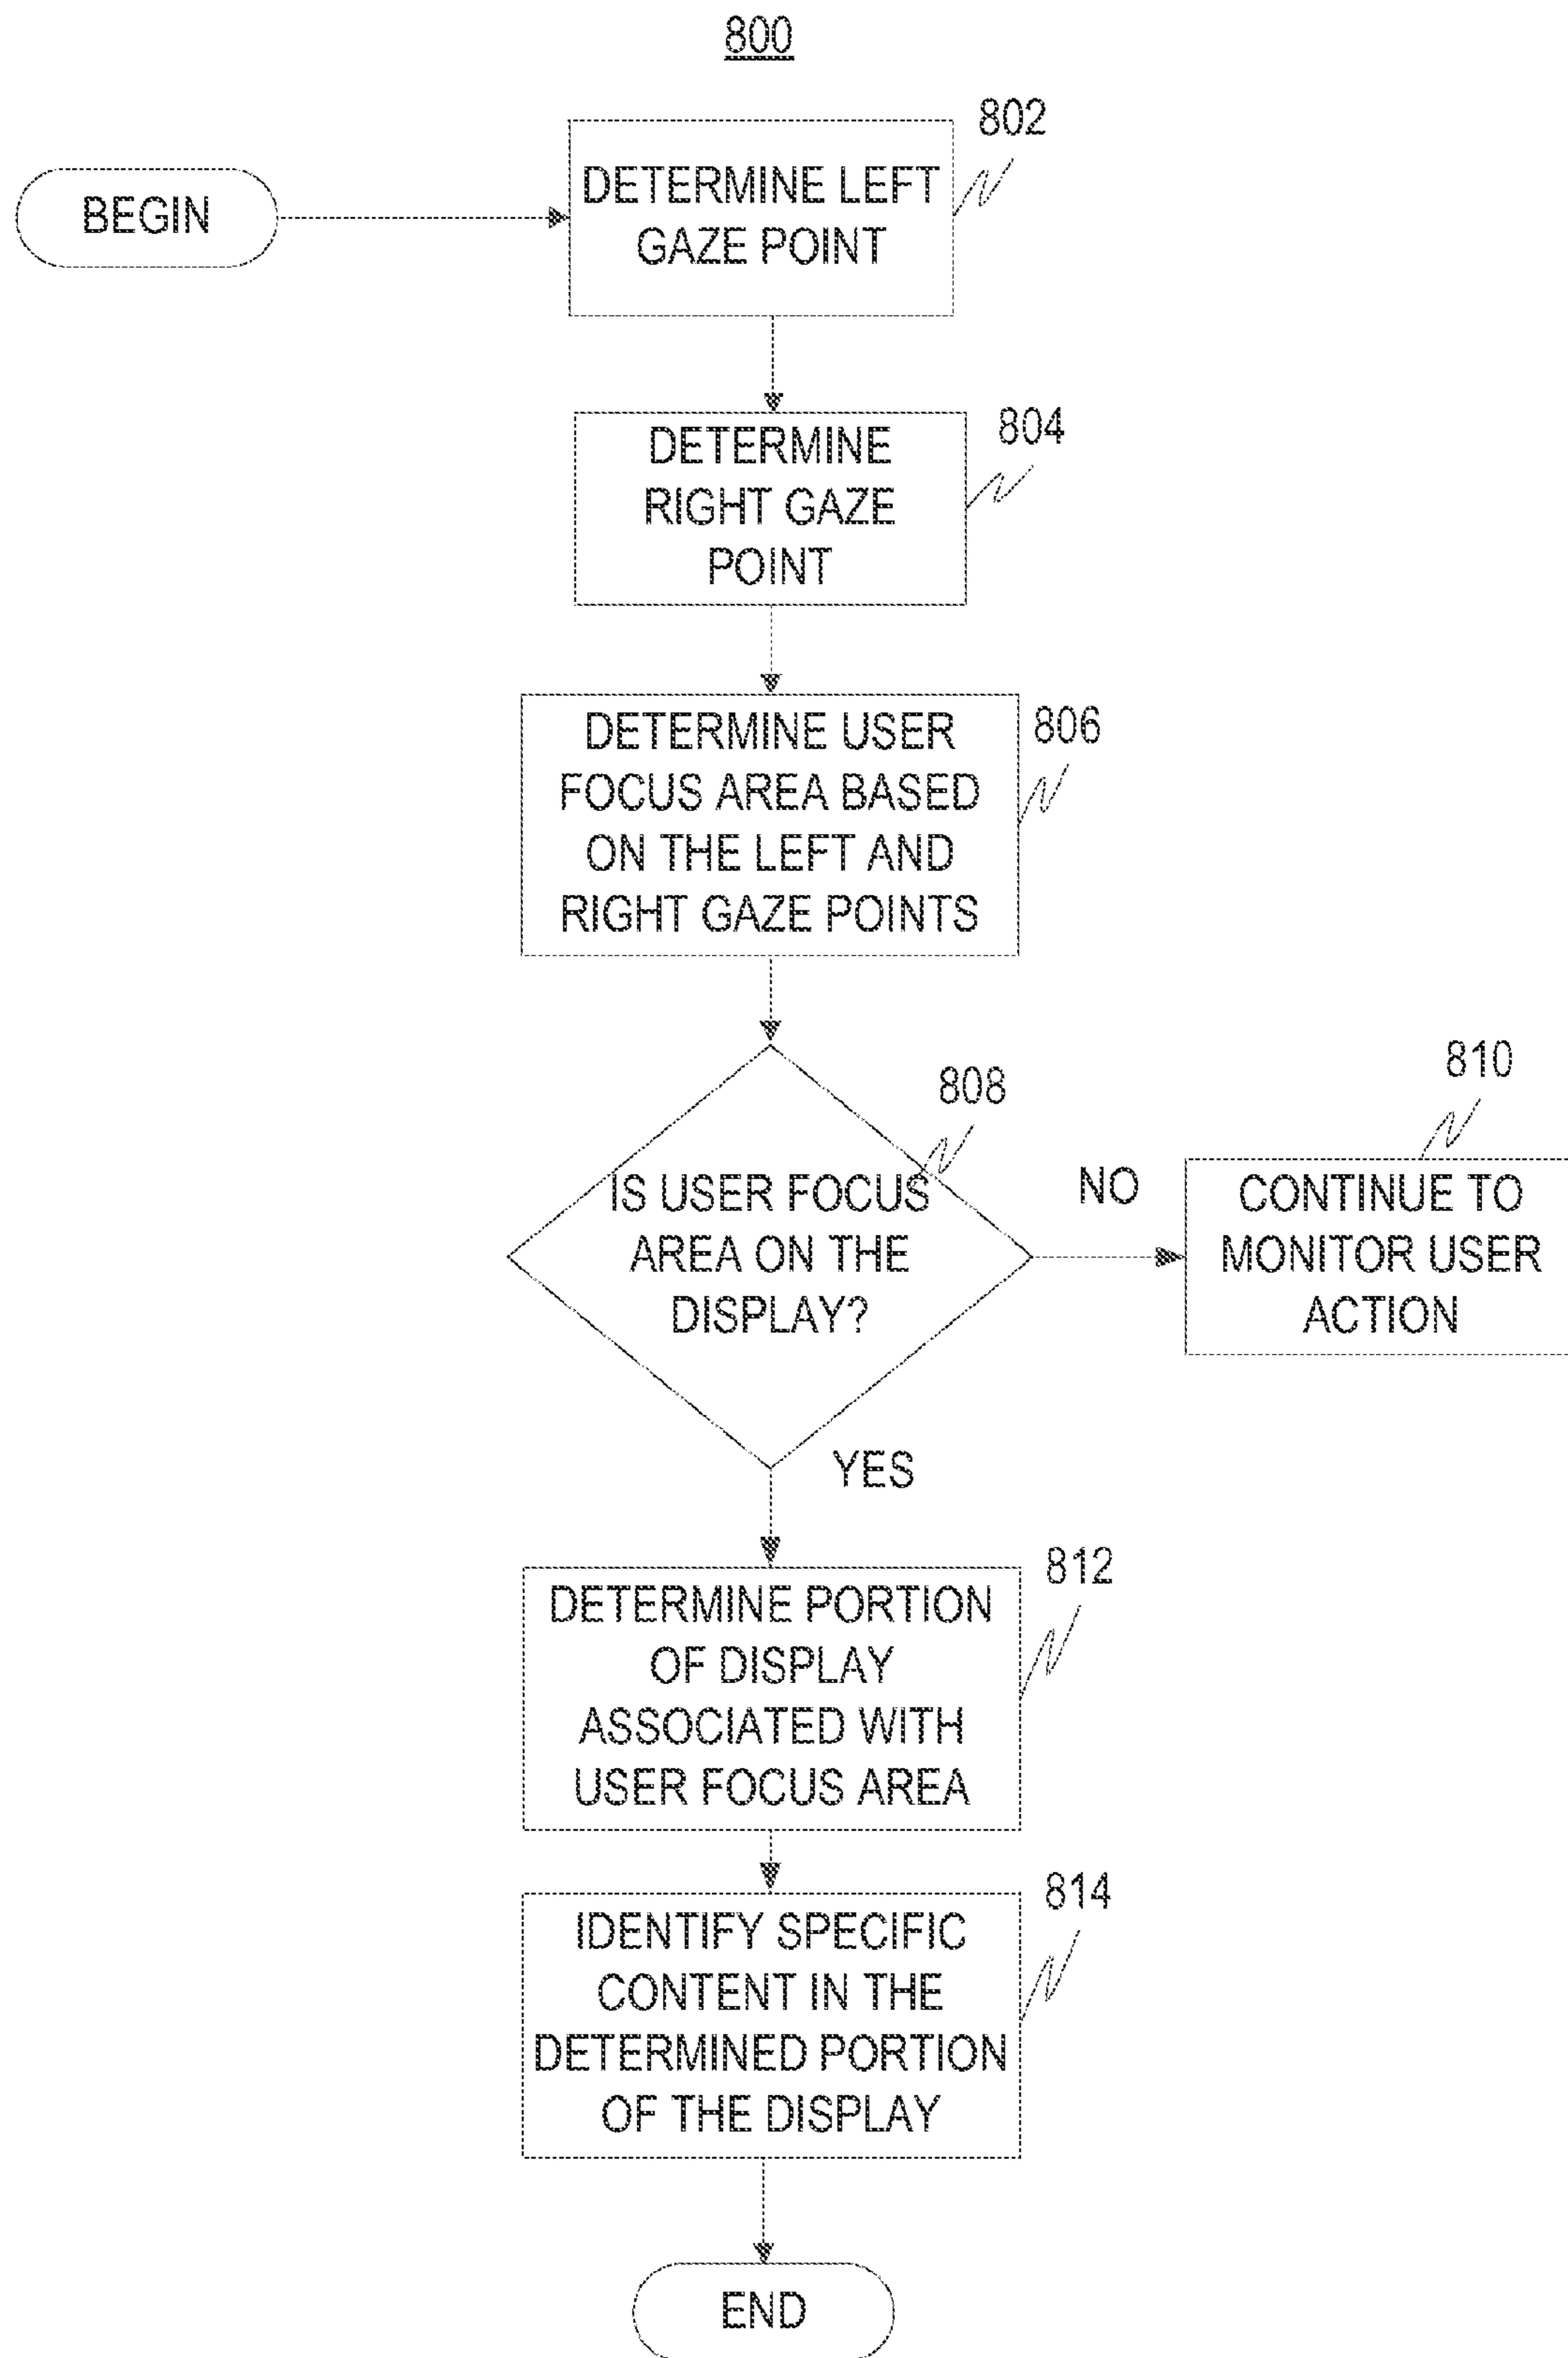 800
BEGIN
802
DETERMINE LEFT
GAZE POINT
804
DETERMINE
RIGHT GAZE
POINT
806
DETERMINE USER
FOCUS AREA BASED
ON THE LEFT AND
RIGHT GAZE POINTS
808
IS USER FOCUS
AREA ON THE
DISPLAY?
NO
810
CONTINUE TO
MONITOR USER
ACTION
YES
812
DETERMINE PORTION
OF DISPLAY
ASSOCIATED WITH
USER FOCUS AREA
814
IDENTIFY SPECIFIC
CONTENT IN THE
DETERMINED PORTION
OF THE DISPLAY
END